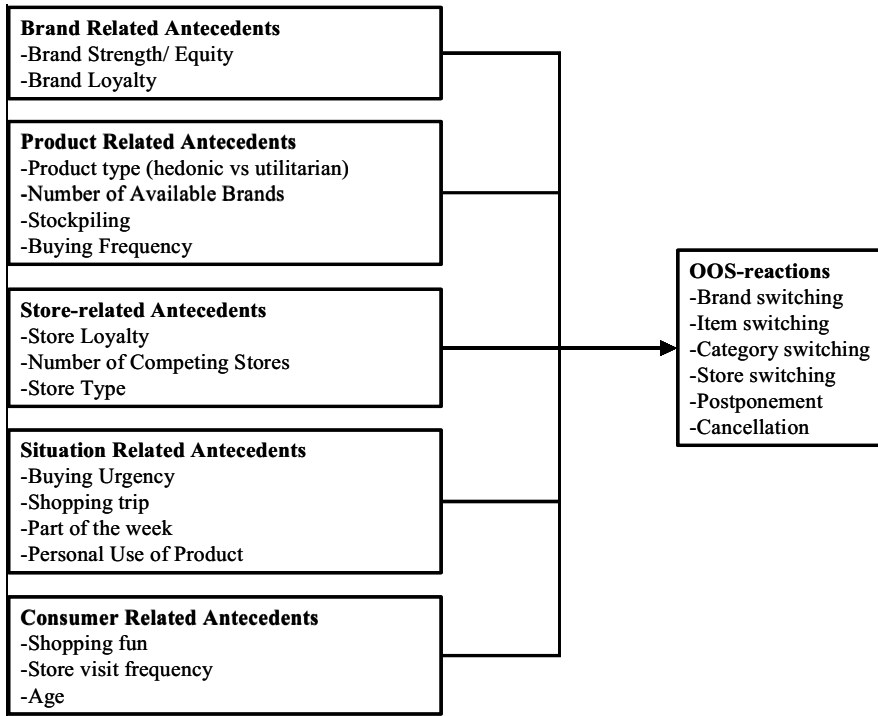 Brand Related Antecedents
-Brand Strength/ Equity
-Brand Loyalty
Product Related Antecedents
-Product type (hedonic vs utilitarian)
-Number of Available Brands
-Stockpiling
-Buying Frequency
Store-related Antecedents
-Store Loyalty
-Number of Competing Stores
-Store Type
Situation Related Antecedents
-Buying Urgency
-Shopping trip
-Part of the week
-Personal Use of Product
Consumer Related Antecedents
-Shopping fun
-Store visit frequency
-Age
OOS-reactions
-Brand switching
-Item switching
-Category switching
-Store switching
-Postponement
-Cancellation